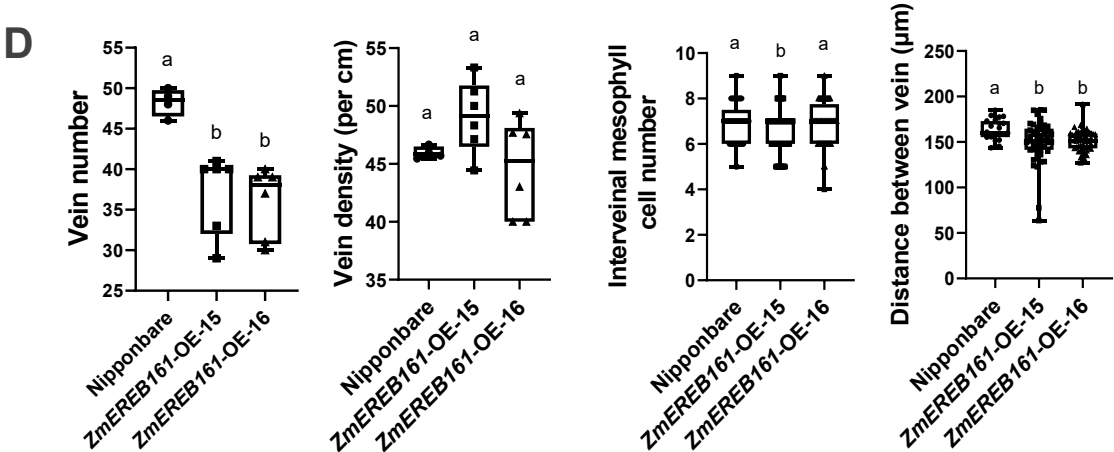 D
Vein number
55
50
45
40
35
30
25
a
b
b
Nipponbare
ZmEREB161-OE-15
ZmEREB161-OE-16
Vein density (per cm)
55
50
45
40
35
a
a
a
Nipponbare
ZmEREB161-OE-15
ZmEREB161-OE-16
Interveinal mesophyll
cell number
10
8
6
4
2
0
a
b
a
Nipponbare
ZmEREB161-OE-15
ZmEREB161-OE-16
Distance between vein (μm)
250
200
150
100
50
0
a
b
b
Nipponbare
ZmEREB161-OE-15
ZmEREB161-OE-16